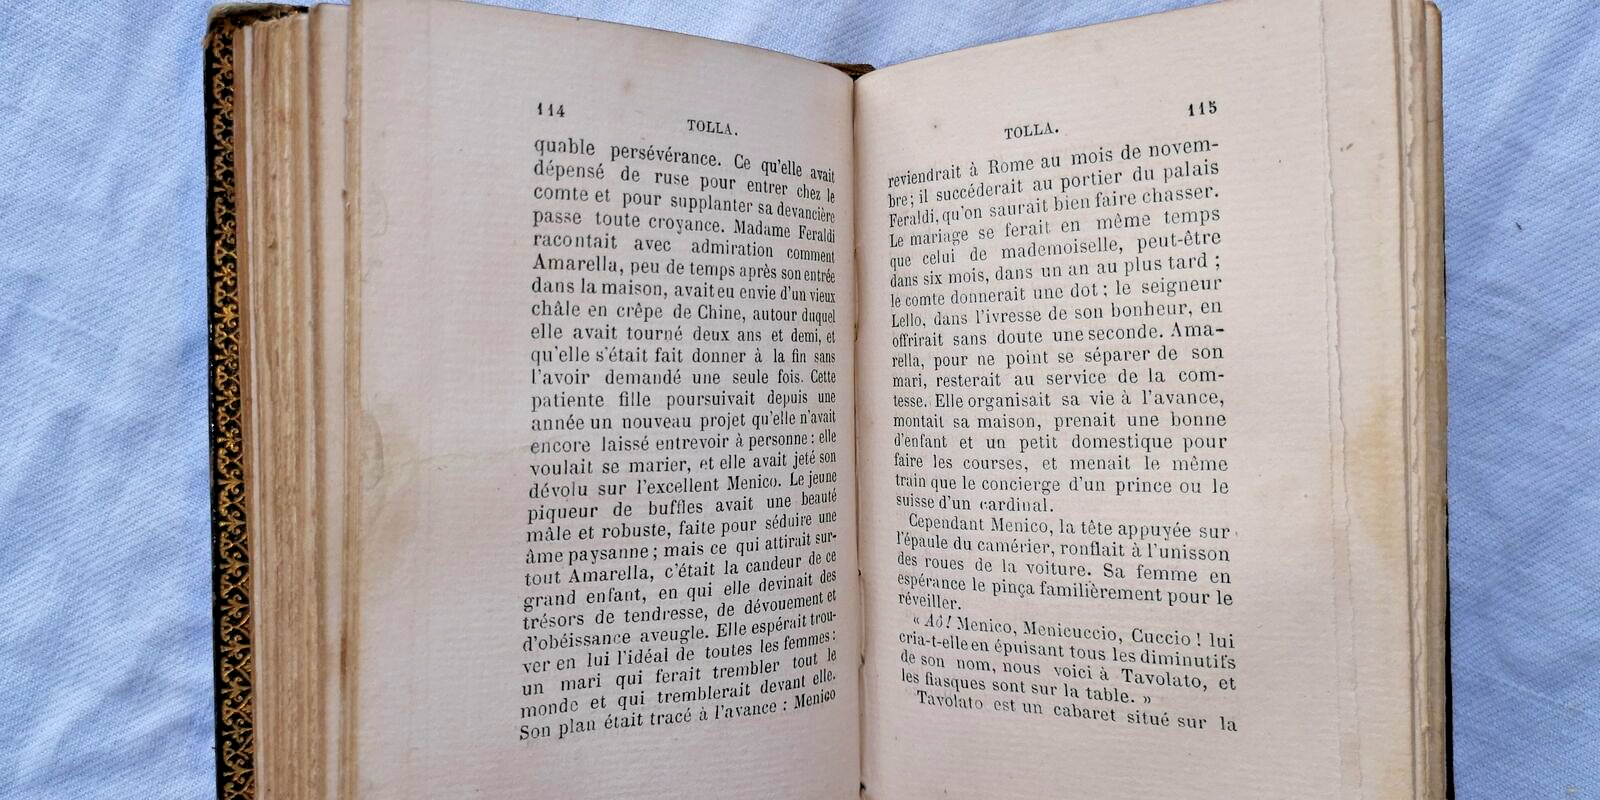 114
TOLLA.
quable persévérance. Ce qu'elle avait
dépensé de ruse pour entrer chez le
comte et pour supplanter sa devancière
passe toute croyance. Madame Feraldi
racontait avec admiration comment
Amarella, peu de temps après son entrée
dans la maison, avait eu envie d'un vieux
châle en crêpe de Chine, autour duquel
elle avait tourné deux ans et demi, et
qu'elle s'était fait donner à la fin sans
l'avoir demandé une seule fois. Cette
patiente fille poursuivait depuis une
année un nouveau projet qu'elle n'avait
encore laissé entrevoir à personne : elle
voulait se marier, et elle avait jeté son
dévolu sur l'excellent Menico. Le jeune
piqueur de buffles avait une beauté
mâle et robuste, faite pour séduire une
âme paysanne ; mais ce qui attirait sur-
tout Amarella, c'était la candeur de ce
grand enfant, en qui elle devinait des
trésors de tendresse, de dévouement et
d'obéissance aveugle. Elle espérait trou-
ver en lui l'idéal de toutes les femmes :
un mari qui ferait trembler tout le
monde et qui tremblerait devant elle.
Son plan était tracé à l'avance : Menico
115
TOLLA.
reviendrait à Rome au mois de novem-
bre ; il succéderait au portier du palais
Feraldi, qu'on saurait bien faire chasser.
Le mariage se ferait en même temps
que celui de mademoiselle, peut-être
dans six mois, dans un an au plus tard ;
le comte donnerait une dot ; le seigneur
Lello, dans l'ivresse de son bonheur, en
offrirait sans doute une seconde. Ama-
rella, pour ne point se séparer de son
mari, resterait au service de la com-
tesse. Elle organisait sa vie à l'avance,
montait sa maison, prenait une bonne
d'enfant et un petit domestique pour
faire les courses, et menait le même
train que le concierge d'un prince ou le
suisse d'un cardinal.
Cependant Menico, la tête appuyée sur
l'épaule du camérier, ronflait à l'unisson
des roues de la voiture. Sa femme en
espérance le pinça familièrement pour le
réveiller.
« Aô! Menico, Menicuccio, Cuccio ! lui
cria-t-elle en épuisant tous les diminutifs
de son nom, nous voici à Tavolato, et
les fiasques sont sur la table. »
Tavolato est un cabaret situé sur la